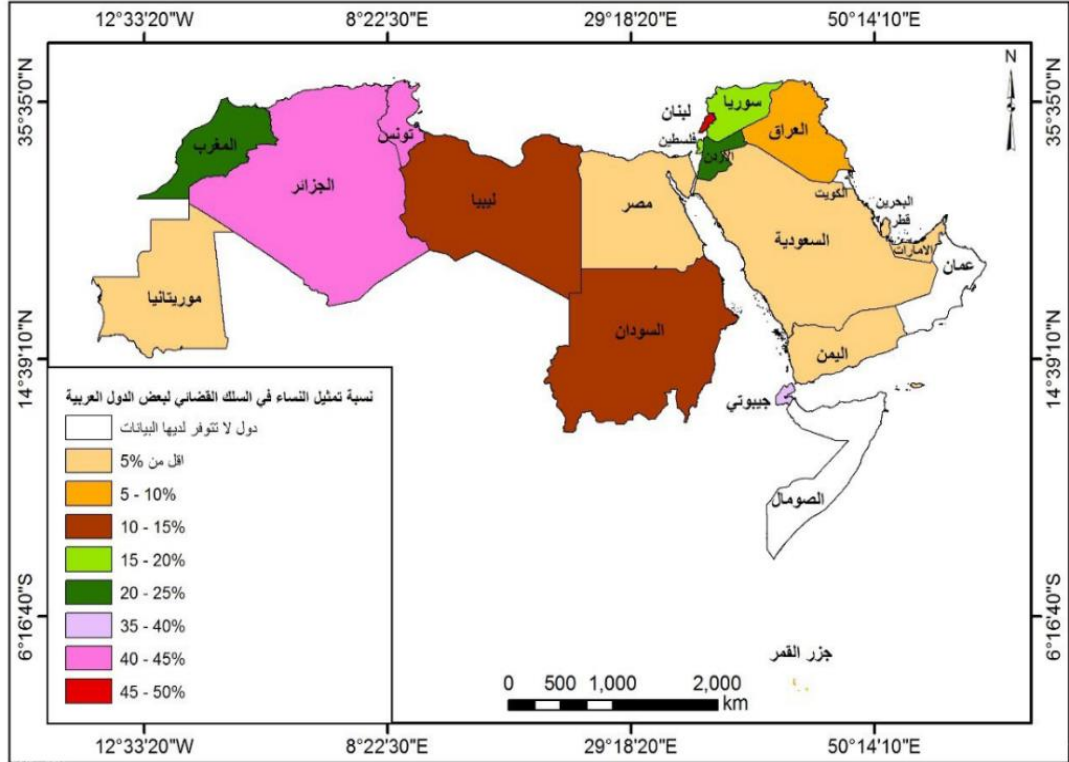 12°33'20"W 8°22'30"E 29°18'20"E 50°14'10"E
35°35'0"N
14°39'10"N
6°16'40"S
35°35'0"N
14°39'10"N
6°16'40"S
N
المغرب
الجزائر
تونس
ليبيا
مصر
موريتانيا
السودان
لبنان
سوريا
فلسطين
الأردن
العراق
الكويت
البحرين
قطر
السعودية
الامارات
عمان
اليمن
جيبوتي
الصومال
جزر القمر
نسبة تمثيل النساء في السلك القضائي لبعض الدول العربية
دول لا تتوفر لديها البيانات
اقل من 5%
5 - 10%
10 - 15%
15 - 20%
20 - 25%
35 - 40%
40 - 45%
45 - 50%
0 500 1,000 2,000
km
12°33'20"W 8°22'30"E 29°18'20"E 50°14'10"E